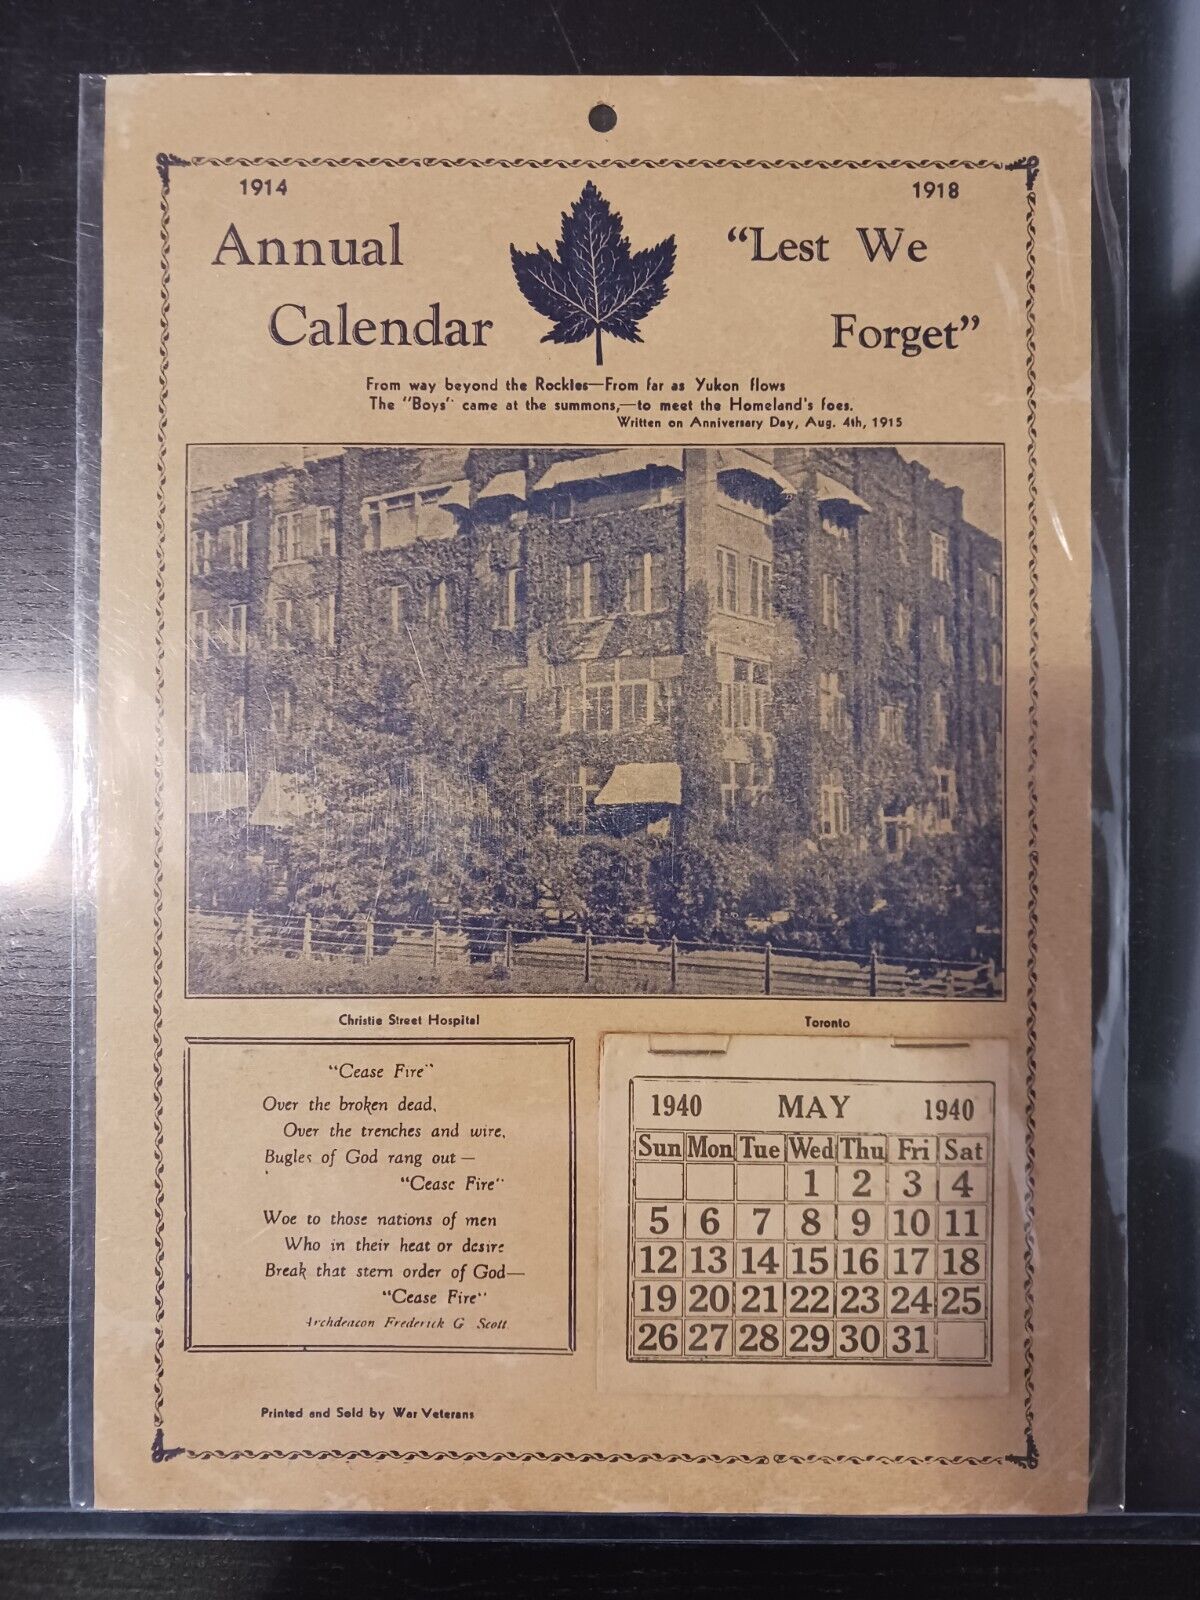 1914
1918
Annual
Calendar
"Lest We
Forget"
From way beyond the Rockies—From far as Yukon flows
The "Boys" came at the summons,—to meet the Homeland's foes.
Written on Anniversary Day, Aug. 4th, 1915
Christie Street Hospital
Toronto
"Cease Fire"
Over the broken dead,
Over the trenches and wire,
Bugles of God rang out—
"Cease Fire"
Woe to those nations of men
Who in their heat or desire
Break that stern order of God—
"Cease Fire"
Archdeacon Frederick G Scott
Printed and Sold by War Veterans
1940 MAY 1940
Sun Mon Tue Wed Thu Fri Sat
1 2 3 4
5 6 7 8 9 10 11
12 13 14 15 16 17 18
19 20 21 22 23 24 25
26 27 28 29 30 31